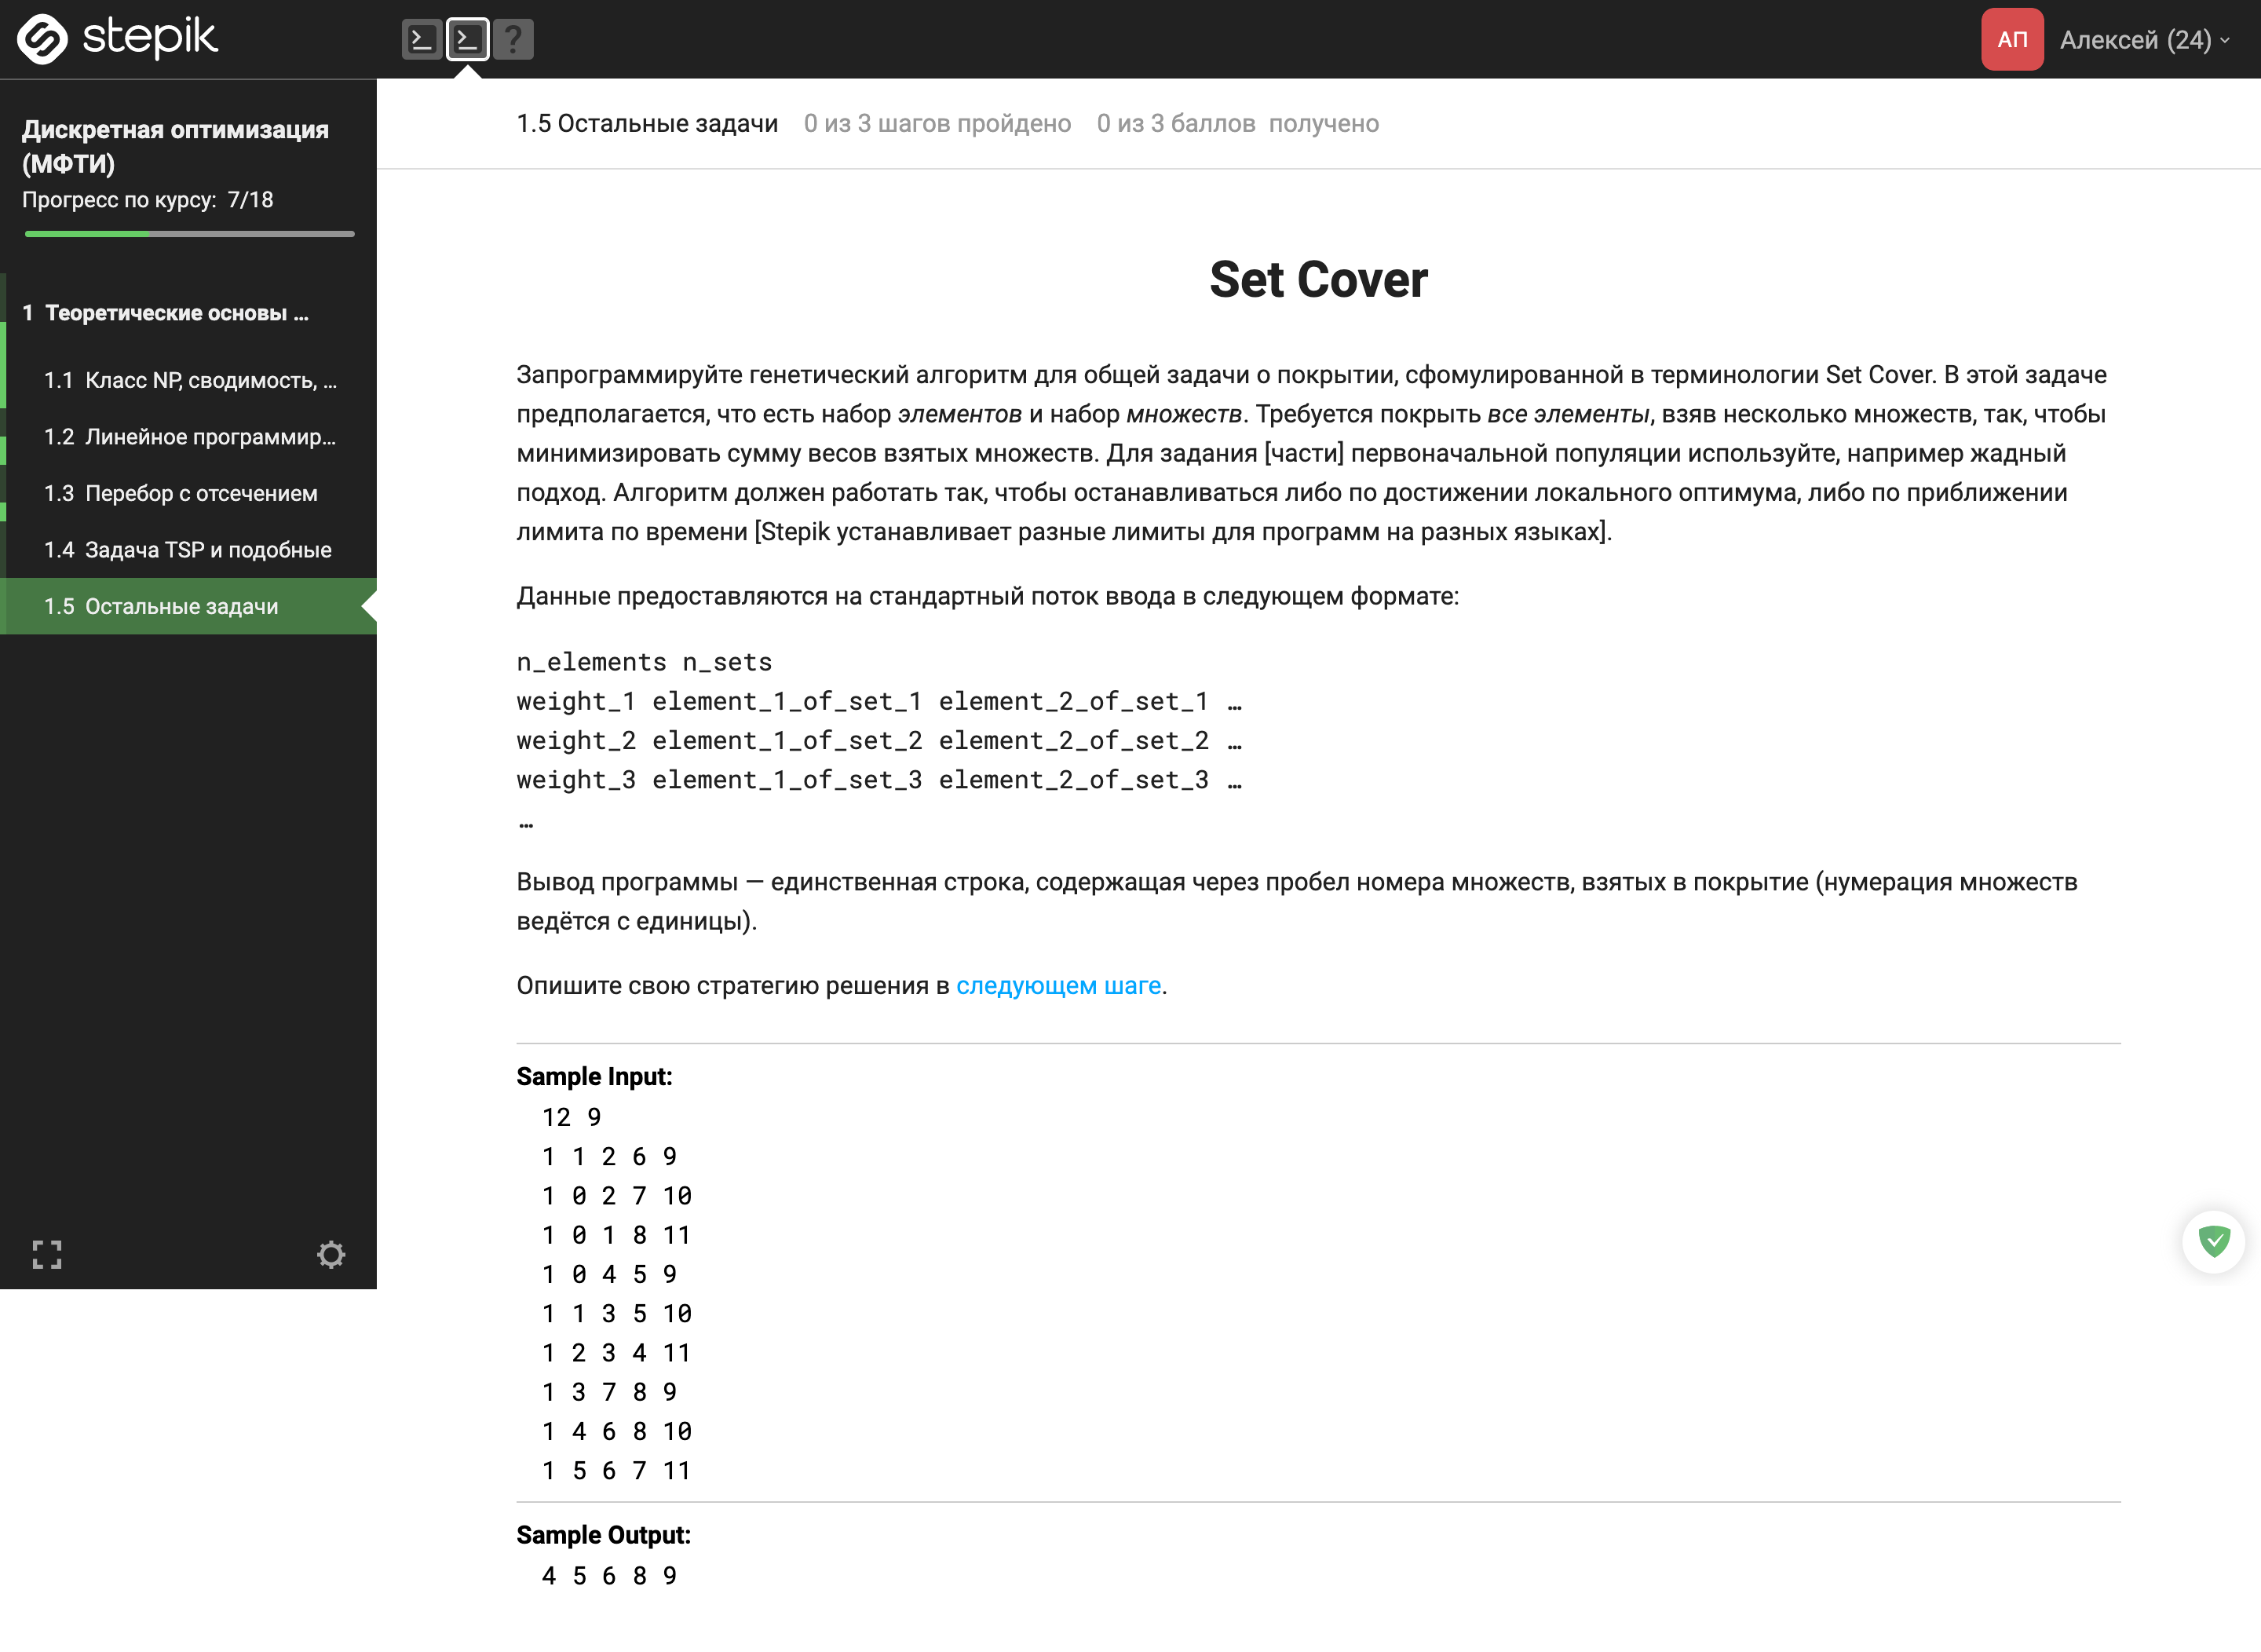 stepik
?
АП
Алексей (24)
Дискретная оптимизация
(МФТИ)
Прогресс по курсу: 7/18
1 Теоретические основы ...
1.1 Класс NP, сводимость, ...
1.2 Линейное программир...
1.3 Перебор с отсечением
1.4 Задача TSP и подобные
1.5 Остальные задачи
1.5 Остальные задачи 0 из 3 шагов пройдено 0 из 3 баллов получено
Set Cover
Запрограммируйте генетический алгоритм для общей задачи о покрытии, сфомулированной в терминологии Set Cover. В этой задаче
предполагается, что есть набор элементов и набор множеств. Требуется покрыть все элементы, взяв несколько множеств, так, чтобы
минимизировать сумму весов взятых множеств. Для задания [части] первоначальной популяции используйте, например жадный
подход. Алгоритм должен работать так, чтобы останавливаться либо по достижении локального оптимума, либо по приближении
лимита по времени [Stepik устанавливает разные лимиты для программ на разных языках].
Данные предоставляются на стандартный поток ввода в следующем формате:
n_elements n_sets
weight_1 element_1_of_set_1 element_2_of_set_1 …
weight_2 element_1_of_set_2 element_2_of_set_2 …
weight_3 element_1_of_set_3 element_2_of_set_3 …
…
Вывод программы — единственная строка, содержащая через пробел номера множеств, взятых в покрытие (нумерация множеств
ведётся с единицы).
Опишите свою стратегию решения в следующем шаге.
Sample Input:
12 9
1 1 2 6 9
1 0 2 7 10
1 0 1 8 11
1 0 4 5 9
1 1 3 5 10
1 2 3 4 11
1 3 7 8 9
1 4 6 8 10
1 5 6 7 11
Sample Output:
4 5 6 8 9